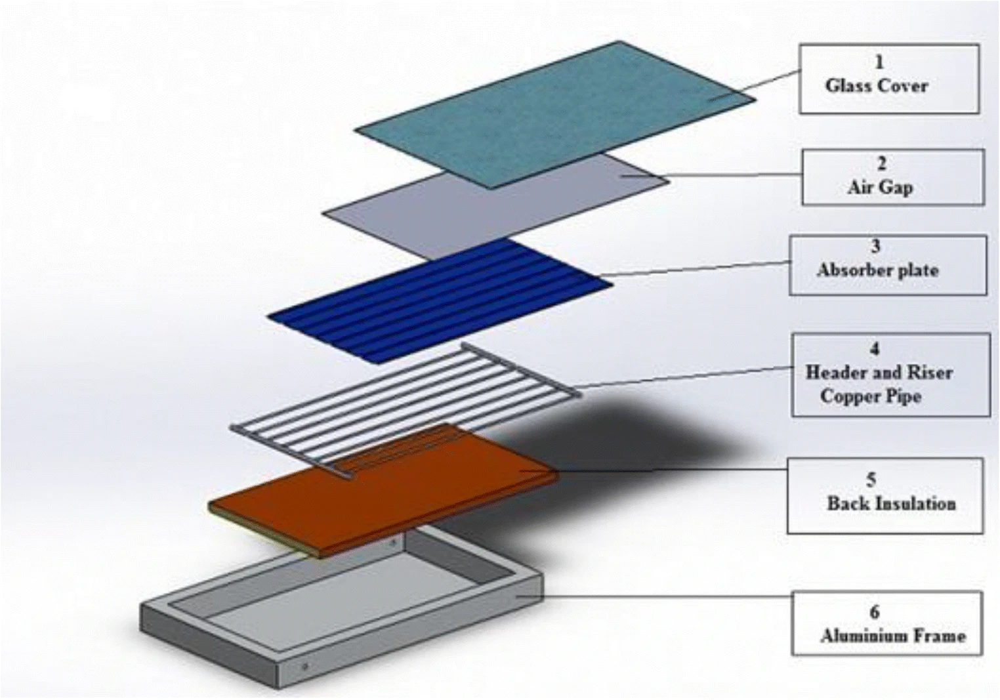 1
Glass Cover
2
Air Gap
3
Absorber plate
4
Header and Riser
Copper Pipe
5
Back Insulation
6
Aluminium Frame